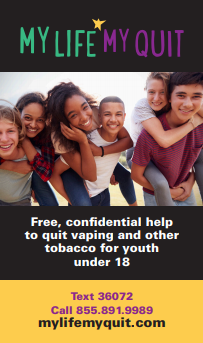 MY LIFE MY QUIT
Free, confidential help
to quit vaping and other
tobacco for youth
under 18
Text 36072
Call 855.891.9989
mylifemyquit.com